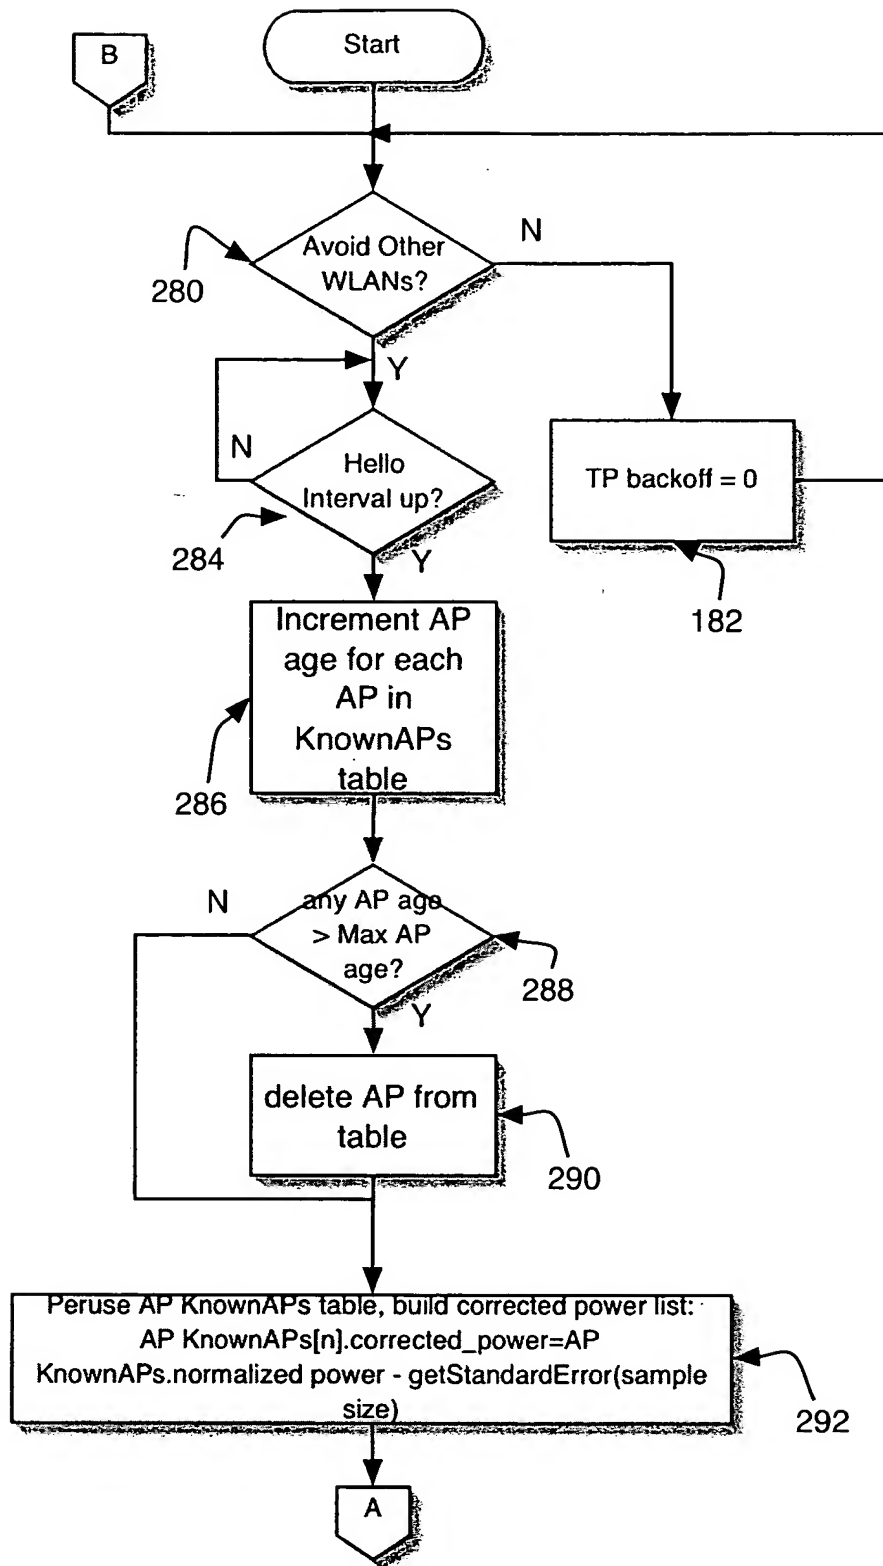 B
Start
Avoid Other
WLANs?
N
280
Y
N
Hello
Interval up?
TP backoff = 0
284
Y
182
Increment AP
age for each
AP in
KnownAPs
table
286
N
any AP age
> Max AP
age?
288
Y
delete AP from
table
290
Peruse AP KnownAPs table, build corrected power list:
AP KnownAPs[n].corrected_power=AP
KnownAPs.normalized power - getStandardError(sample
size)
292
A